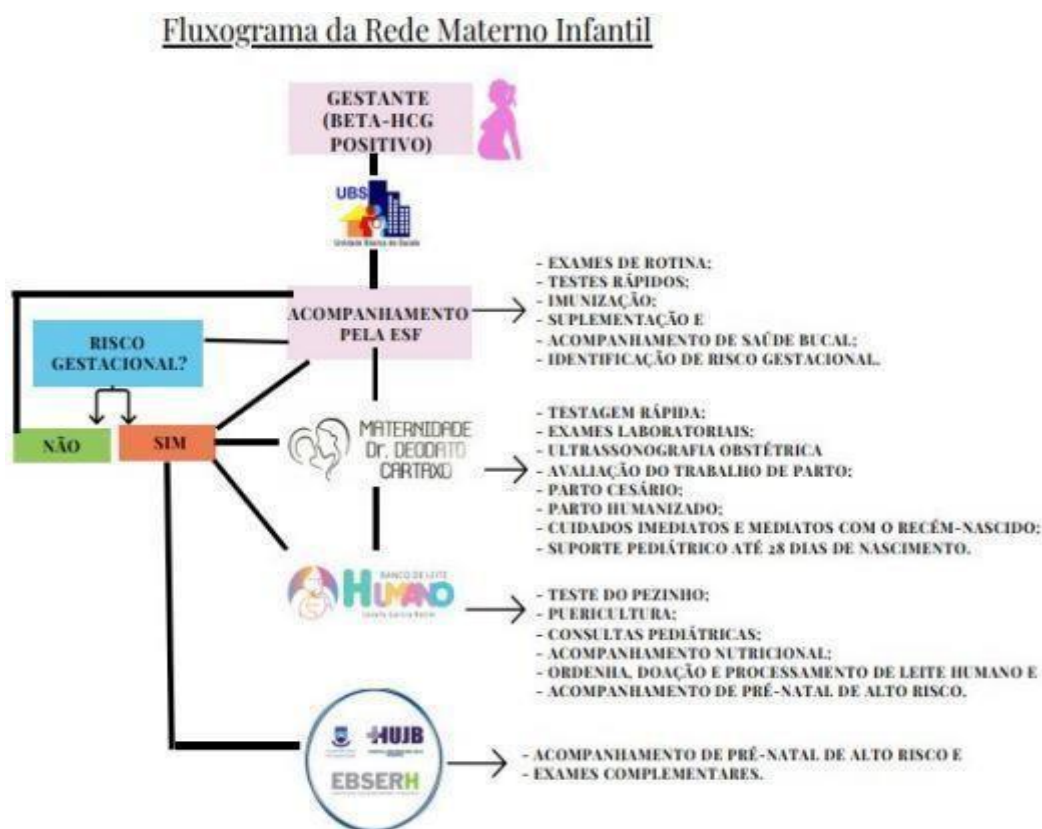 Fluxograma da Rede Materno Infantil
GESTANTE
(BETA-HCG
POSITIVO)
UBS
Unidade Básica de Saúde
ACOMPANHAMENTO
PELA ESF
- EXAMES DE ROTINA;
- TESTES RÁPIDOS;
- IMUNIZAÇÃO;
- SUPLEMENTAÇÃO E
- ACOMPANHAMENTO DE SAÚDE BUCAL;
- IDENTIFICAÇÃO DE RISCO GESTACIONAL.
RISCO
GESTACIONAL?
NÃO
SIM
MATERNIDADE
Dr. DEODATO
CARTAXO
- TESTAGEM RÁPIDA;
- EXAMES LABORATORIAIS;
- ULTRASSONOGRAFIA OBSTÉTRICA
- AVALIAÇÃO DO TRABALHO DE PARTO;
- PARTO CESÁRIO;
- PARTO HUMANIZADO;
- CUIDADOS IMEDIATOS E MEDIATOS COM O RECÉM-NASCIDO;
- SUPORTE PEDIÁTRICO ATÉ 28 DIAS DE NASCIMENTO.
BANCO DE LEITE
HUMANO
- TESTE DO PEZINHO;
- PUERICULTURA;
- CONSULTAS PEDIÁTRICAS;
- ACOMPANHAMENTO NUTRICIONAL;
- ORDENHA, DOAÇÃO E PROCESSAMENTO DE LEITE HUMANO E
- ACOMPANHAMENTO DE PRÉ-NATAL DE ALTO RISCO.
HUJB
EBSERH
- ACOMPANHAMENTO DE PRÉ-NATAL DE ALTO RISCO E
- EXAMES COMPLEMENTARES.